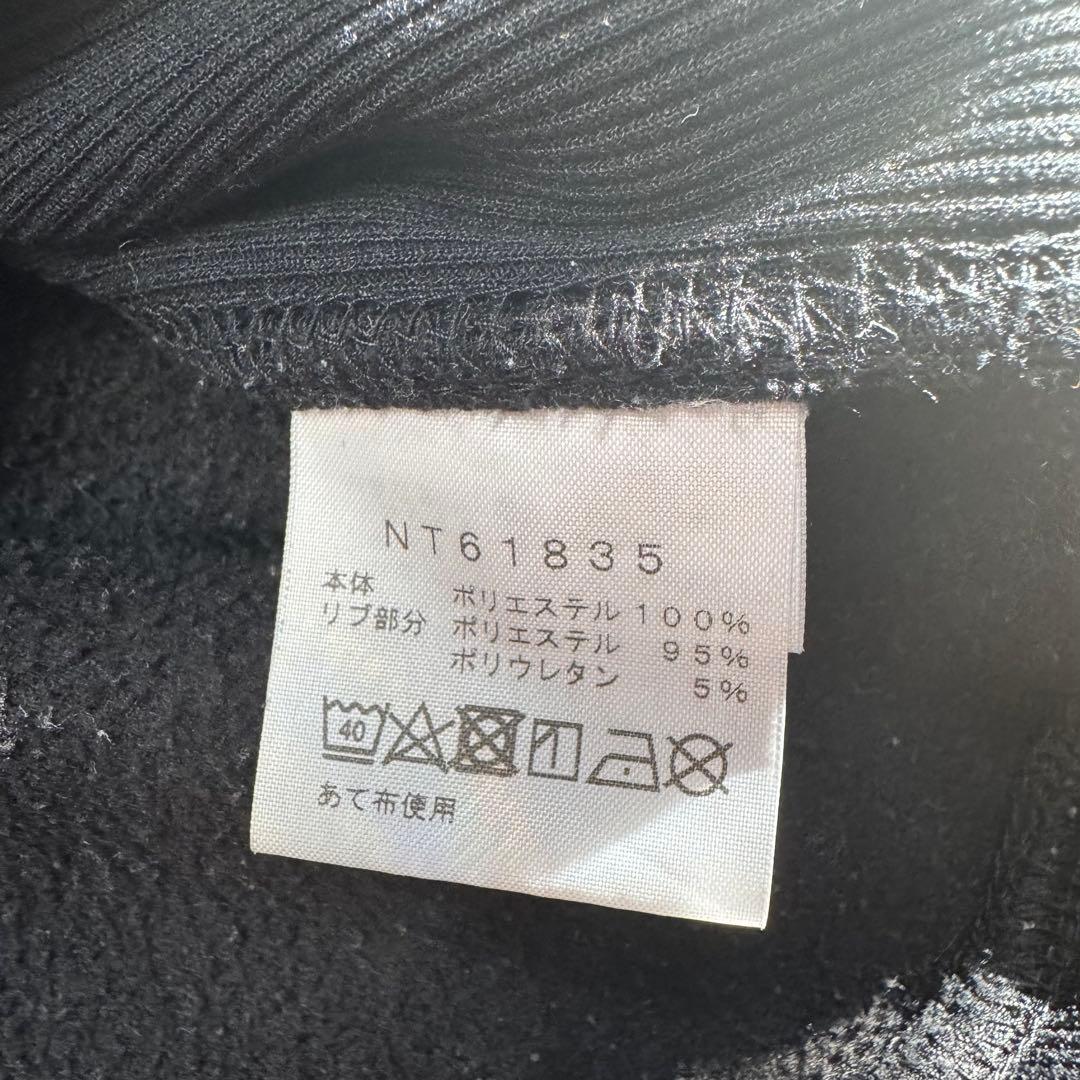 NT61835
本体 ポリエステル 100%
リブ部分 ポリエステル 95%
ポリウレタン 5%
40
あて布使用